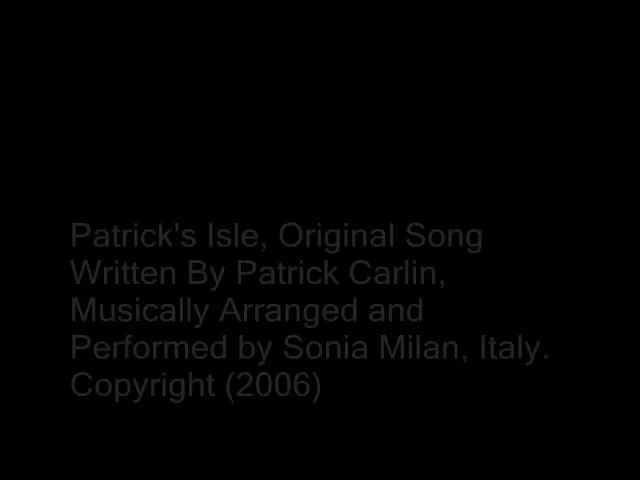 Patrick's Isle, Original Song
Written By Patrick Carlin,
Musically Arranged and
Performed by Sonia Milan, Italy.
Copyright (2006)